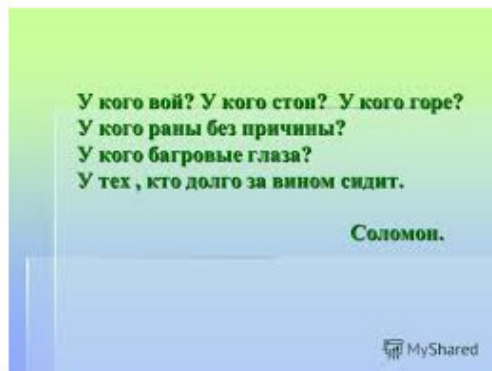 У кого вой? У кого стон? У кого горе?
У кого раны без причины?
У кого багровые глаза?
У тех , кто долго за вином сидит.
Соломон.
MyShared